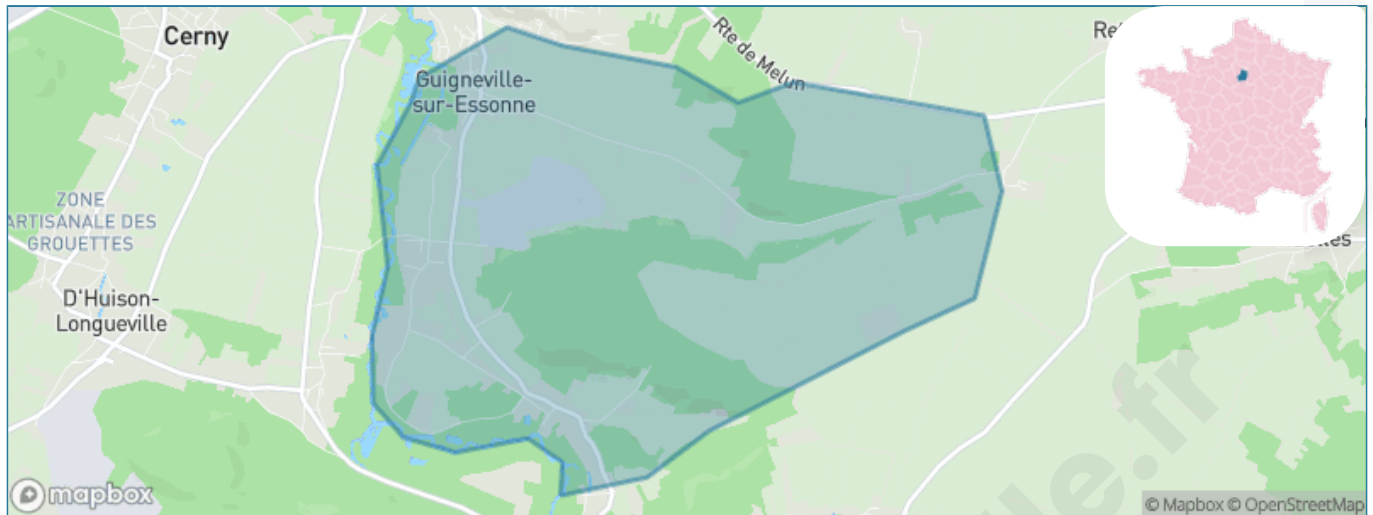 Cerny
Guigneville-
sur-Essonne
Rte de Melun
ZONE
ARTISANALE DES
GROUETTES
D'Huison-
Longueville
mapbox
© Mapbox © OpenStreetMap